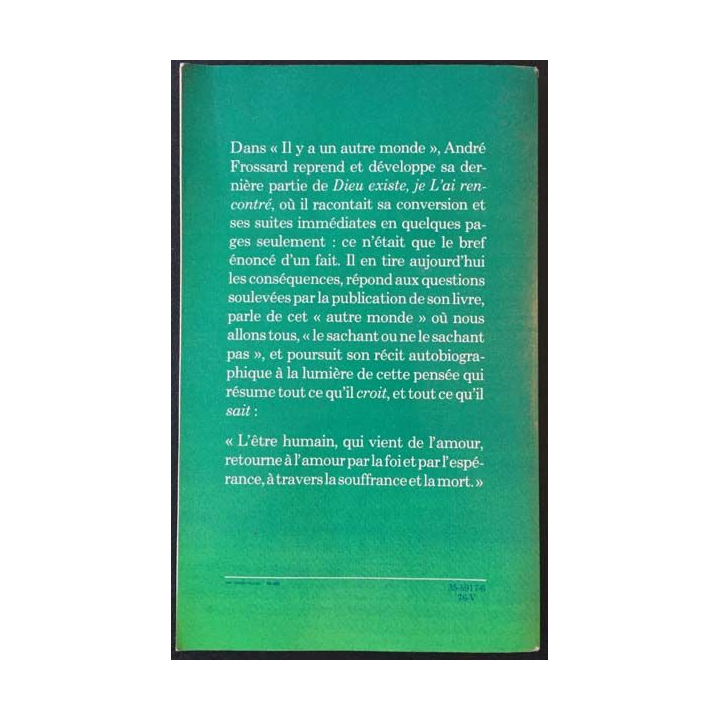 Dans « Il y a un autre monde », André
Frossard reprend et développe sa der-
nière partie de Dieu existe, je L'ai ren-
contré, où il racontait sa conversion et
ses suites immédiates en quelques pa-
ges seulement : ce n'était que le bref
énoncé d'un fait. Il en tire aujourd'hui
les conséquences, répond aux questions
soulevées par la publication de son livre,
parle de cet « autre monde » où nous
allons tous, « le sachant ou ne le sachant
pas », et poursuit son récit autobiogra-
phique à la lumière de cette pensée qui
résume tout ce qu'il croit, et tout ce qu'il
sait :
« L'être humain, qui vient de l'amour,
retourne à l'amour par la foi et par l'espé-
rance, à travers la souffrance et la mort. »
35-5917-6
76-V